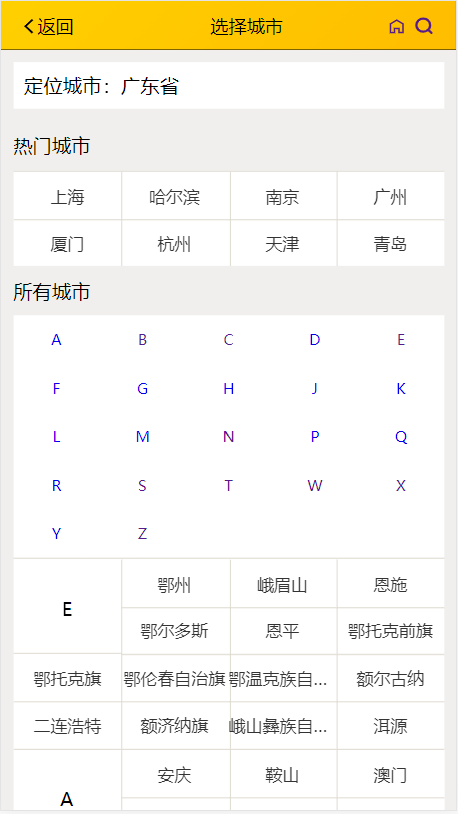 返回 选择城市
定位城市：广东省
热门城市
上海 哈尔滨 南京 广州
厦门 杭州 天津 青岛
所有城市
A B C D E
F G H J K
L M N P Q
R S T W X
Y Z
E 鄂州 峨眉山 恩施
鄂尔多斯 恩平 鄂托克前旗
鄂托克旗 鄂伦春自治旗 鄂温克族自... 额尔古纳
二连浩特 额济纳旗 峨山彝族自... 洱源
A 安庆 鞍山 澳门